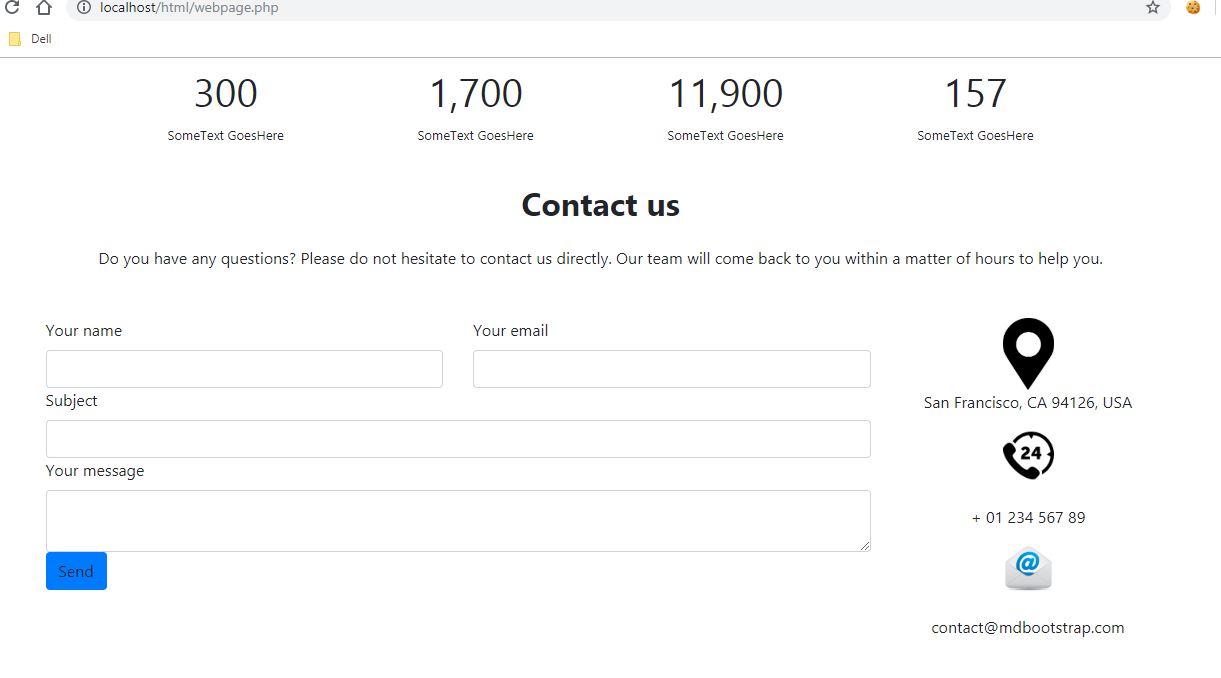 localhost/html/webpage.php
Dell
300 1,700 11,900 157
SomeText GoesHere SomeText GoesHere SomeText GoesHere SomeText GoesHere
Contact us
Do you have any questions? Please do not hesitate to contact us directly. Our team will come back to you within a matter of hours to help you.
Your name Your email
Subject
San Francisco, CA 94126, USA
24
Your message
+ 01 234 567 89
@
Send
contact@mdbootstrap.com